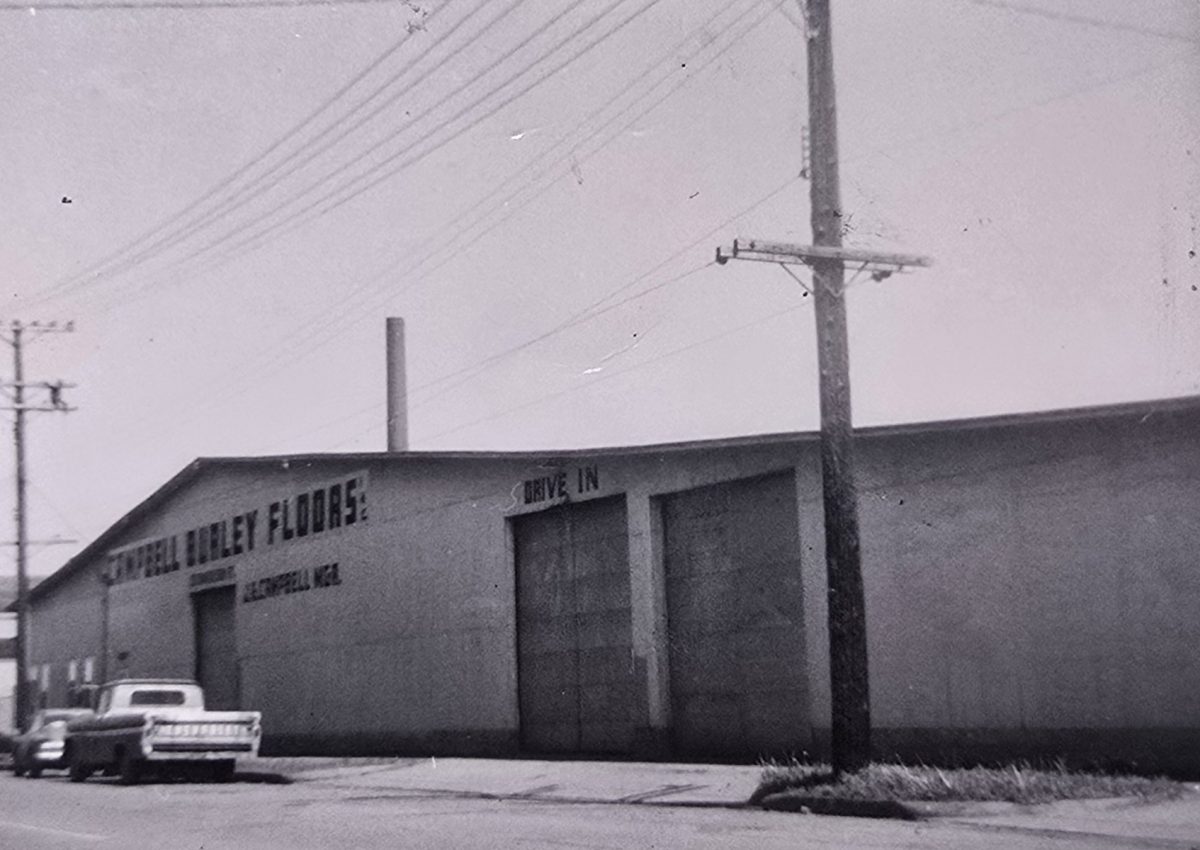 CAMPBELL BURLEY FLOORS
DRIVE IN
CAMPBELL MGR.